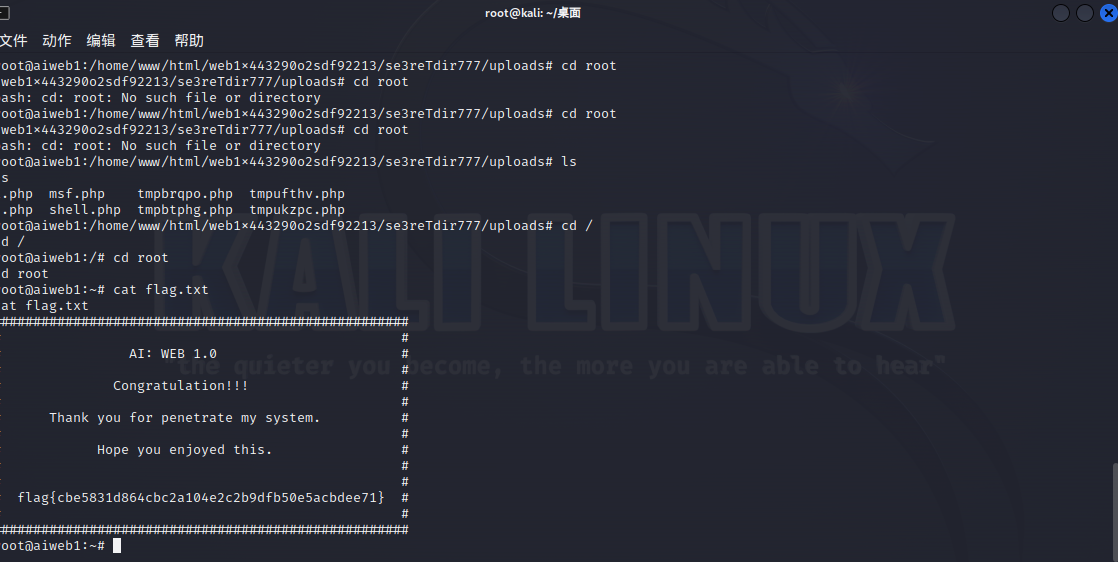 root@kali: ~/桌面
文件 动作 编辑 查看 帮助
oot@aiweb1:/home/www/html/web1×443290o2sdf92213/se3reTdir777/uploads# cd root
web1×443290o2sdf92213/se3reTdir777/uploads# cd root
ash: cd: root: No such file or directory
oot@aiweb1:/home/www/html/web1×443290o2sdf92213/se3reTdir777/uploads# cd root
web1×443290o2sdf92213/se3reTdir777/uploads# cd root
ash: cd: root: No such file or directory
oot@aiweb1:/home/www/html/web1×443290o2sdf92213/se3reTdir777/uploads# ls
s
.php msf.php tmpbrqpo.php tmpufthv.php
.php shell.php tmpbtphg.php tmpukzpc.php
oot@aiweb1:/home/www/html/web1×443290o2sdf92213/se3reTdir777/uploads# cd /
d /
oot@aiweb1:/# cd root
d root
oot@aiweb1:~# cat flag.txt
at flag.txt
###################################################
#
AI: WEB 1.0 #
#
Congratulation!!! #
#
Thank you for penetrate my system. #
#
Hope you enjoyed this. #
#
#
flag{cbe5831d864cbc2a104e2c2b9dfb50e5acbdee71} #
#
###################################################
oot@aiweb1:~#
KALI LINUX
the quieter you become, the more you are able to hear"